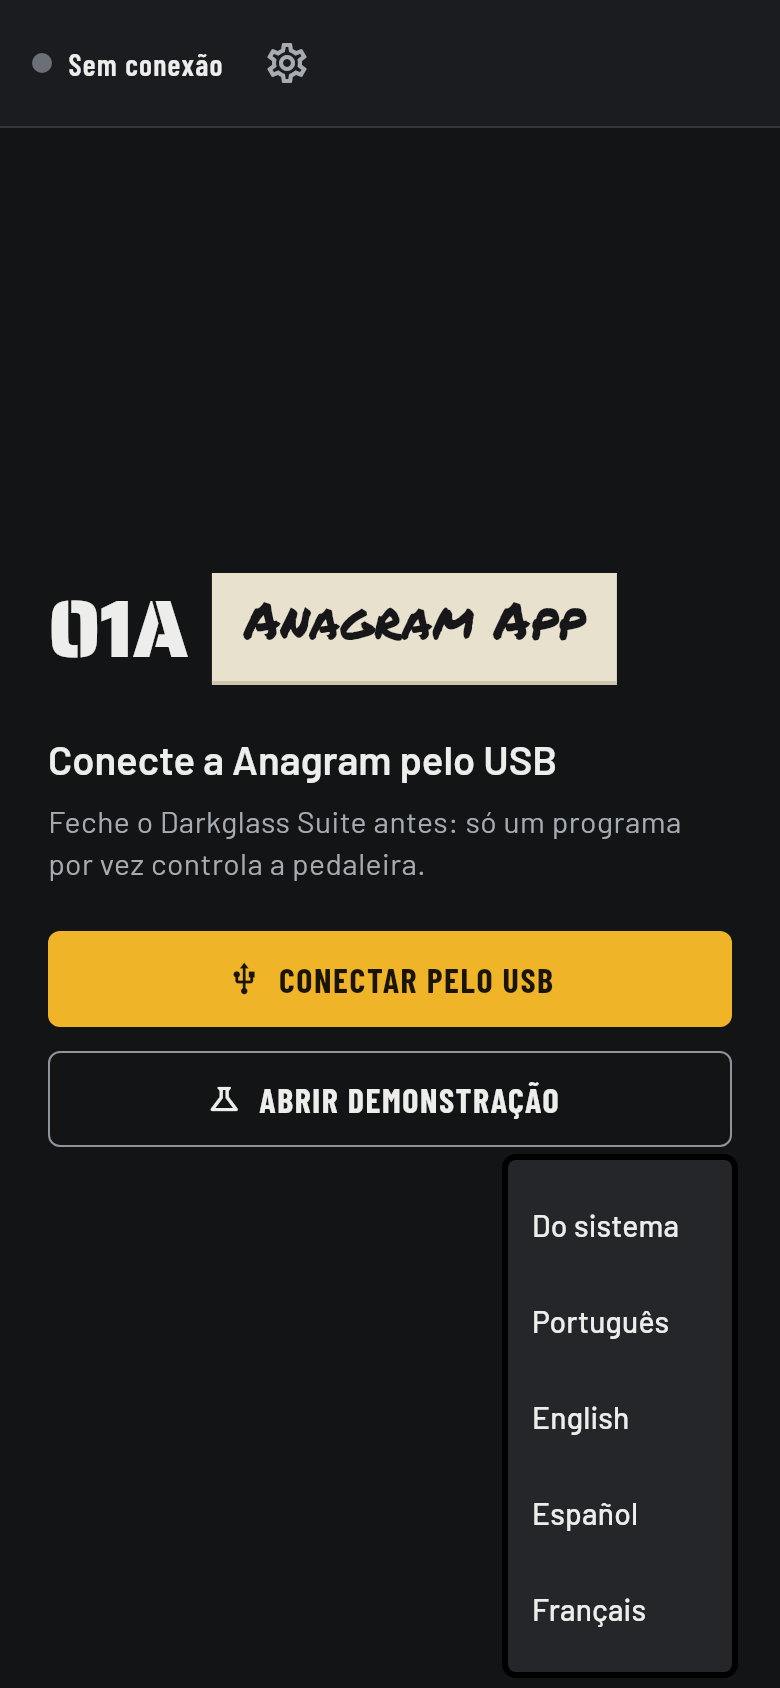 Sem conexão
01A
Anagram App
Conecte a Anagram pelo USB
Feche o Darkglass Suite antes: só um programa
por vez controla a pedaleira.
CONECTAR PELO USB
ABRIR DEMONSTRAÇÃO
Do sistema
Português
English
Español
Français